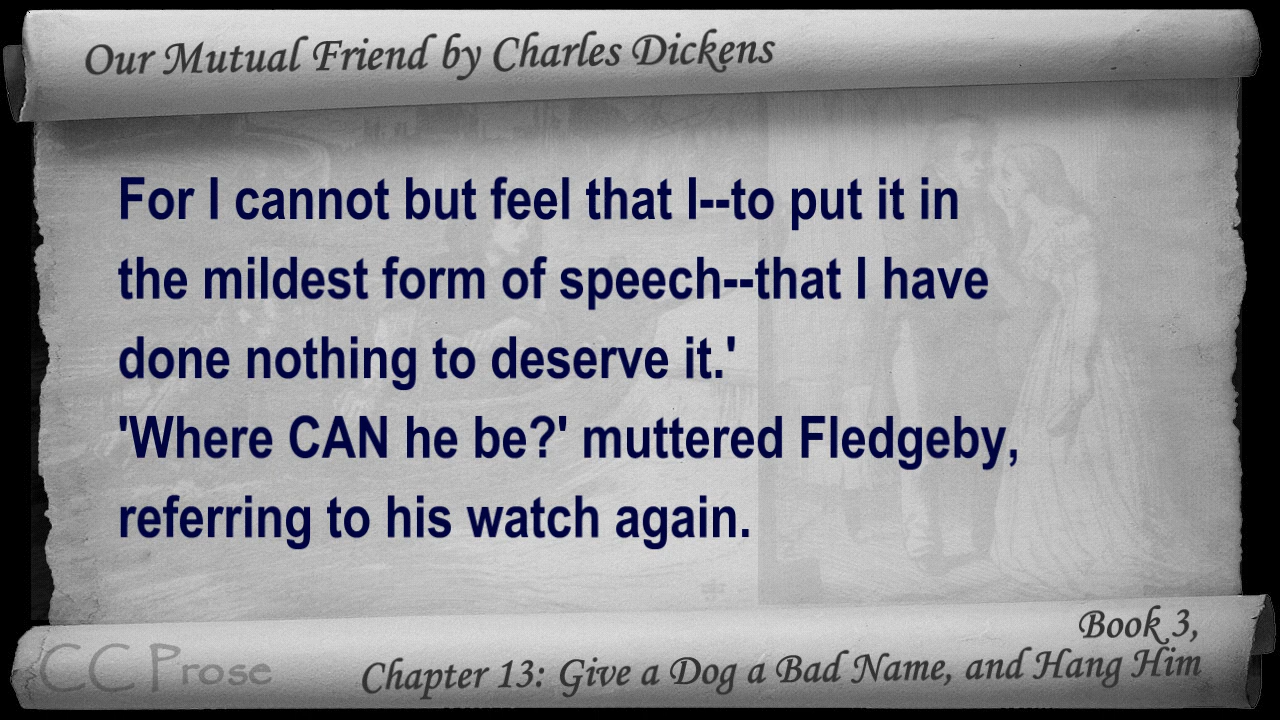 Our Mutual Friend by Charles Dickens
For I cannot but feel that I--to put it in
the mildest form of speech--that I have
done nothing to deserve it.'
'Where CAN he be?' muttered Fledgeby,
referring to his watch again.
Book 3,
CC Prose
Chapter 13: Give a Dog a Bad Name, and Hang Him